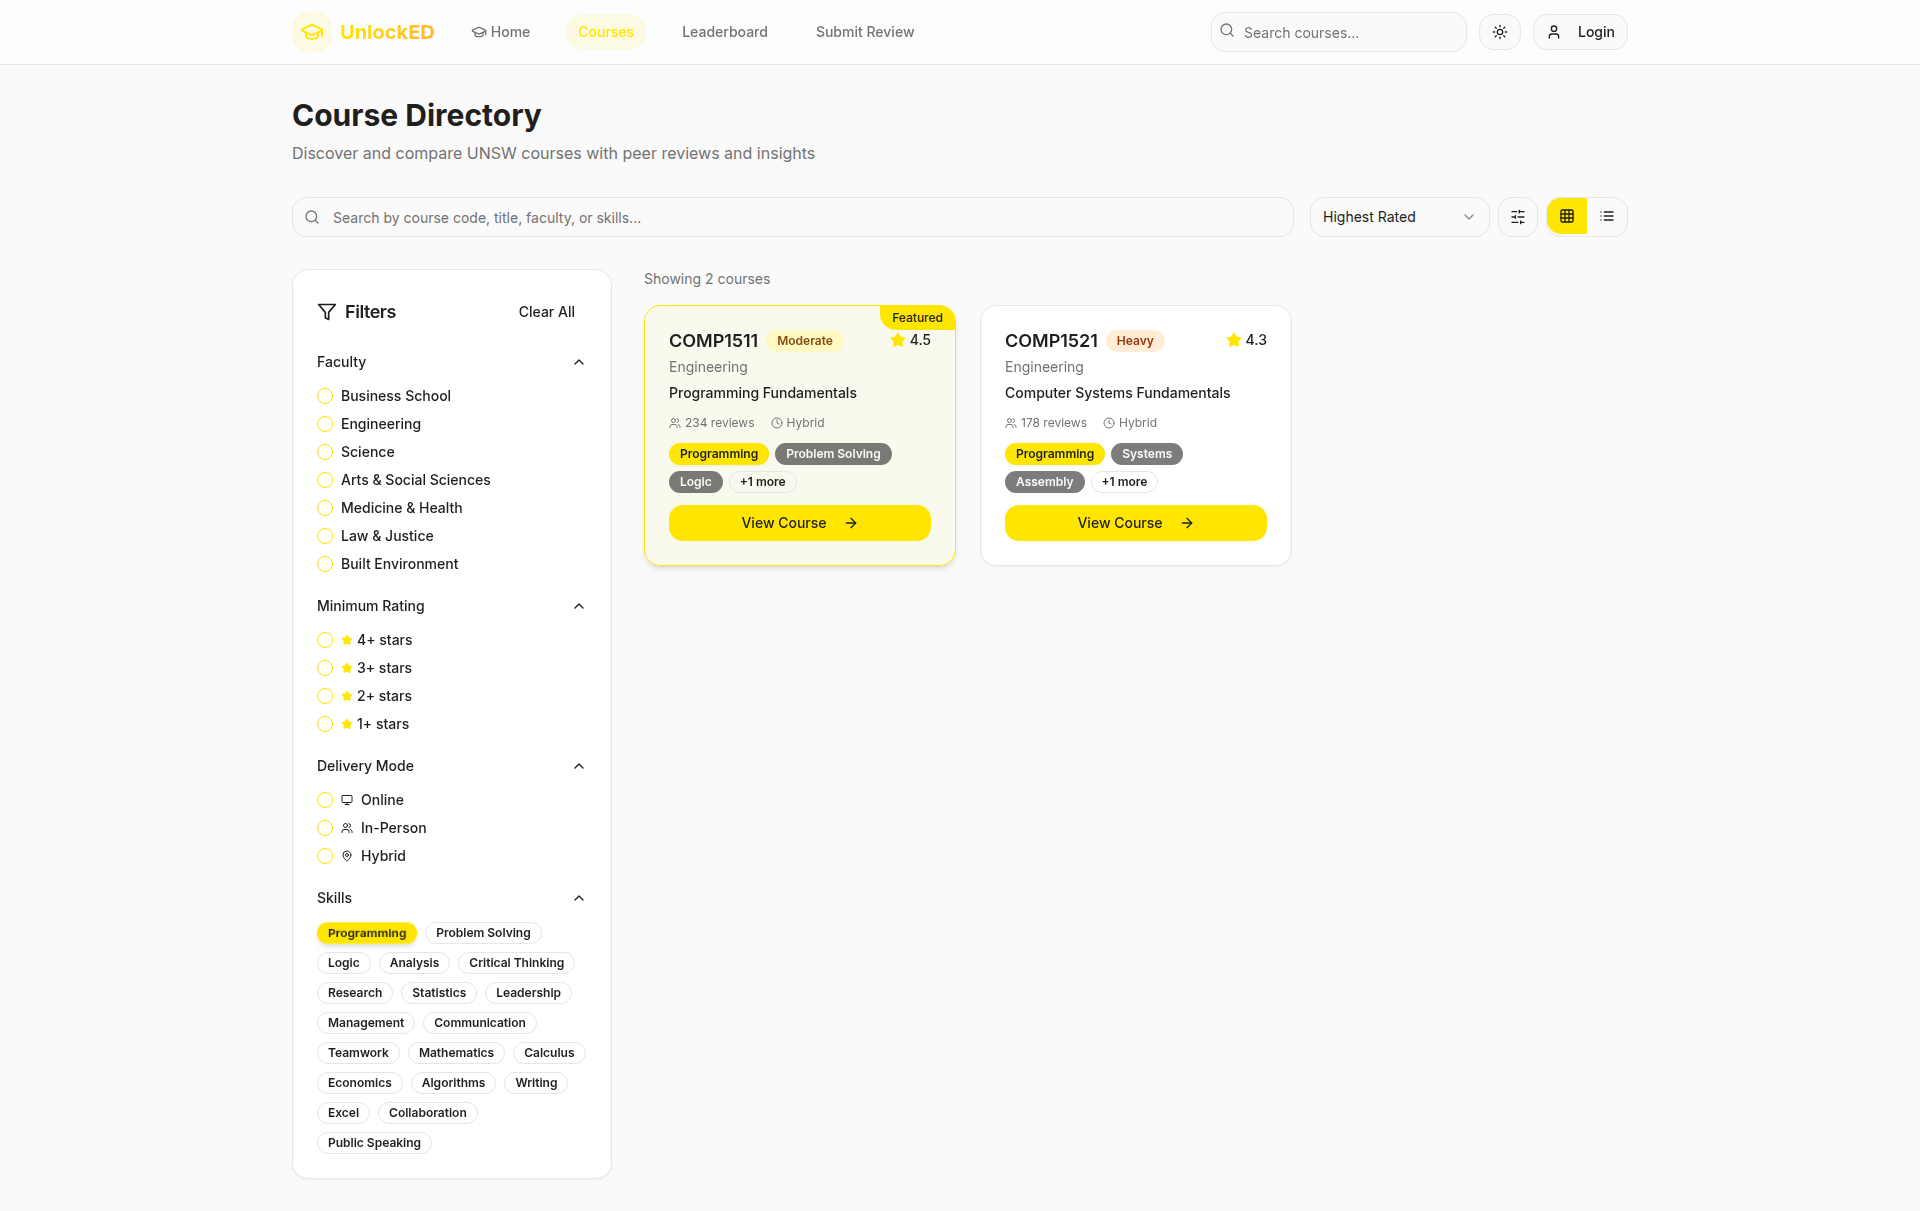 UnlockED
Home
Courses
Leaderboard
Submit Review
Search courses...
Login
Course Directory
Discover and compare UNSW courses with peer reviews and insights
Search by course code, title, faculty, or skills...
Highest Rated
Filters
Clear All
Faculty
Business School
Engineering
Science
Arts & Social Sciences
Medicine & Health
Law & Justice
Built Environment
Minimum Rating
4+ stars
3+ stars
2+ stars
1+ stars
Delivery Mode
Online
In-Person
Hybrid
Skills
Programming Problem Solving
Logic Analysis Critical Thinking
Research Statistics Leadership
Management Communication
Teamwork Mathematics Calculus
Economics Algorithms Writing
Excel Collaboration
Public Speaking
Showing 2 courses
Featured
COMP1511 Moderate 4.5
Engineering
Programming Fundamentals
234 reviews Hybrid
Programming Problem Solving
Logic +1 more
View Course
COMP1521 Heavy 4.3
Engineering
Computer Systems Fundamentals
178 reviews Hybrid
Programming Systems
Assembly +1 more
View Course